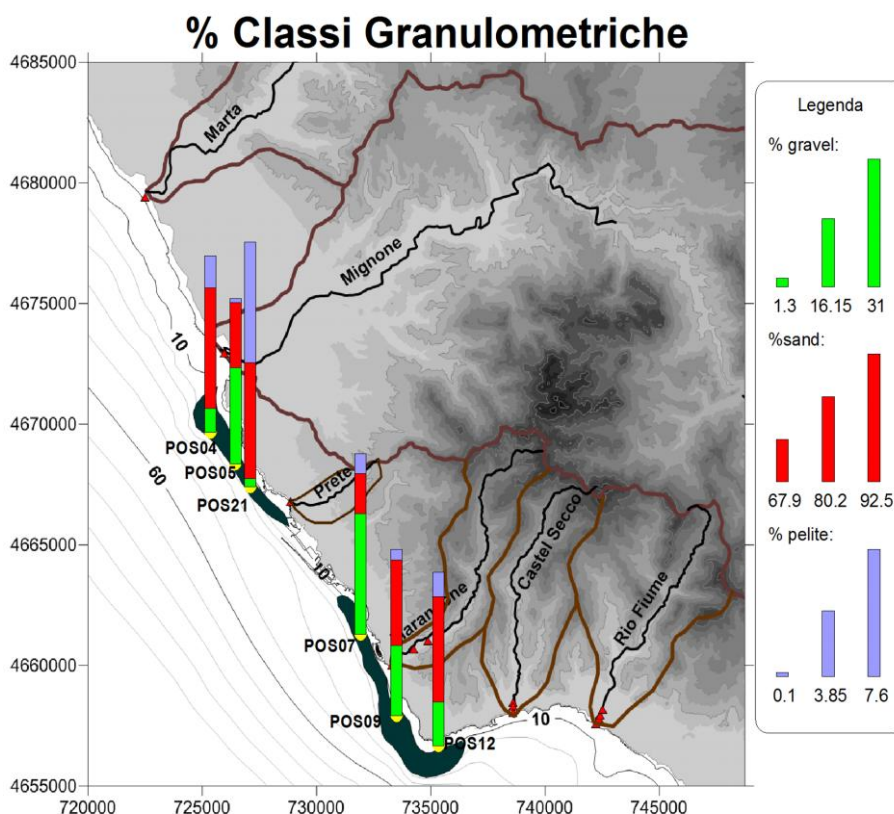 % Classi Granulometriche
4685000
4680000
4675000
4670000
4665000
4660000
4655000
720000 725000 730000 735000 740000 745000
Marta
Mignone
10
POS04
POS05
POS21
60
Prete
10
POS07
Castel Secco
Rio Fiume
POS09
POS12
10
Legenda
% gravel:
1.3 16.15 31
%sand:
67.9 80.2 92.5
% pelite:
0.1 3.85 7.6